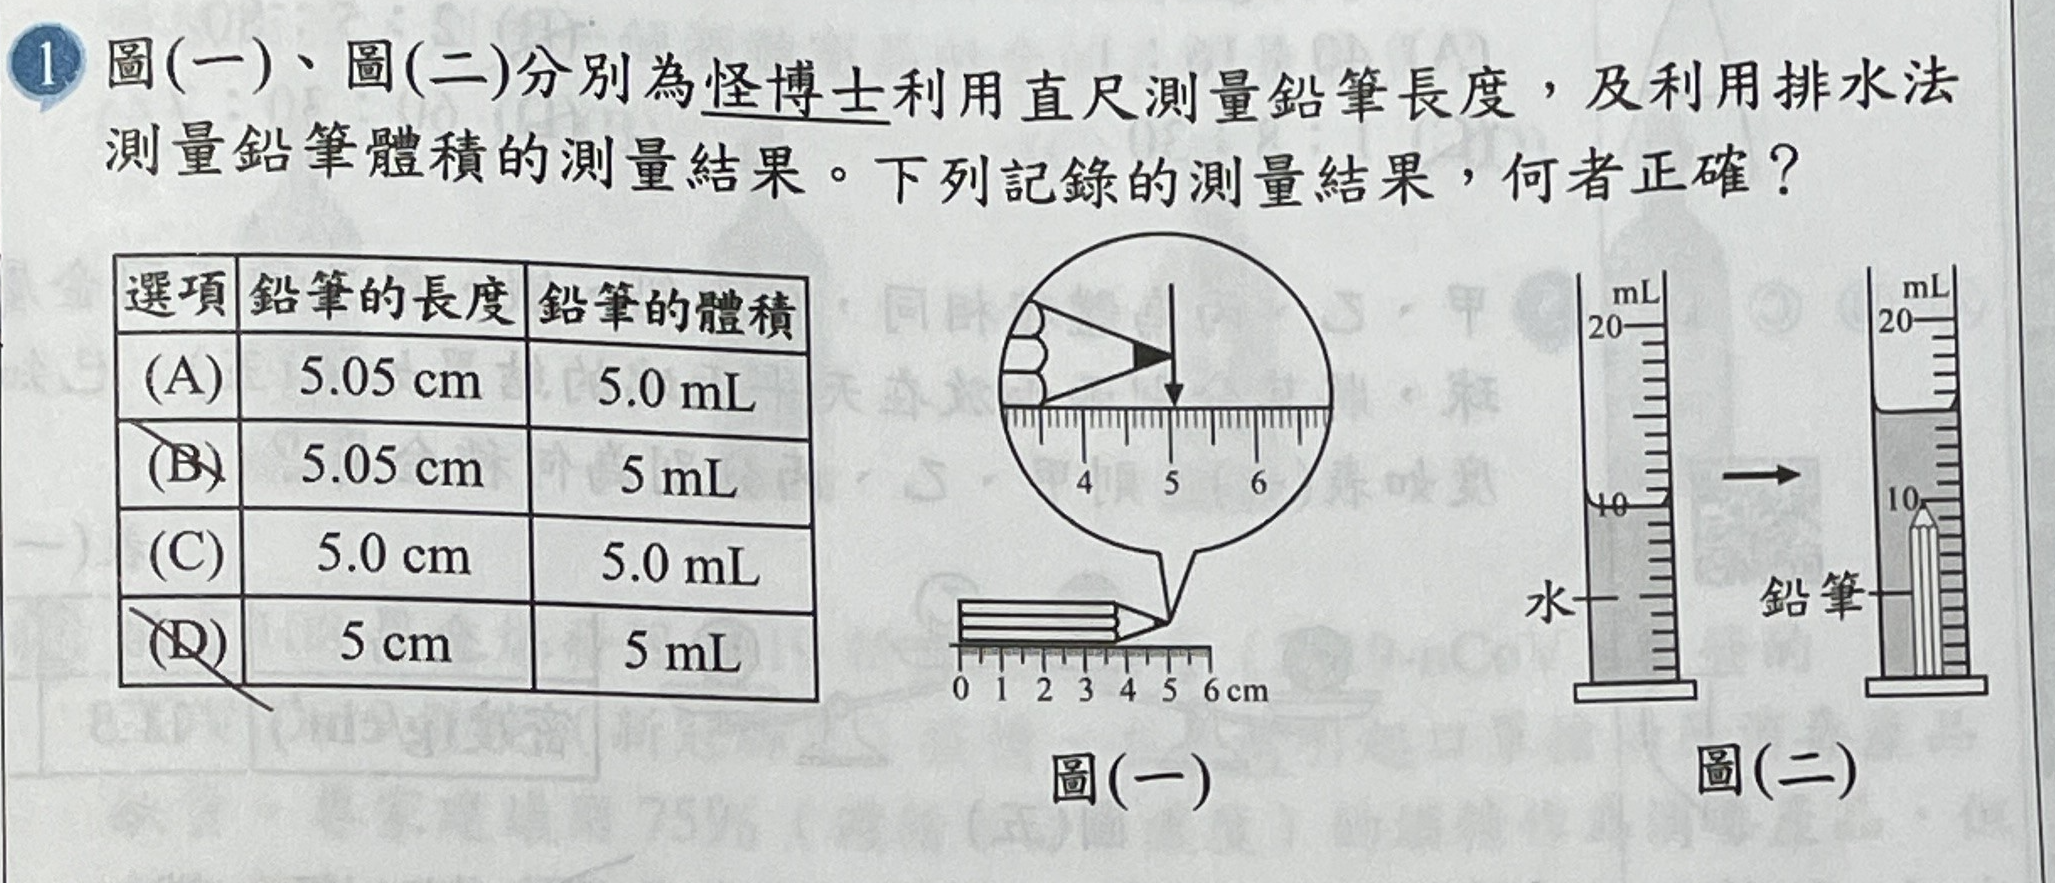 1 圖(一)、圖(二)分別為怪博士利用直尺測量鉛筆長度，及利用排水法
測量鉛筆體積的測量結果。下列記錄的測量結果，何者正確？
選項 鉛筆的長度 鉛筆的體積
(A) 5.05 cm 5.0 mL
(B) 5.05 cm 5 mL
(C) 5.0 cm 5.0 mL
(D) 5 cm 5 mL
4 5 6
0 1 2 3 4 5 6 cm
圖(一)
mL
20
10
水
mL
20
10
鉛筆
圖(二)